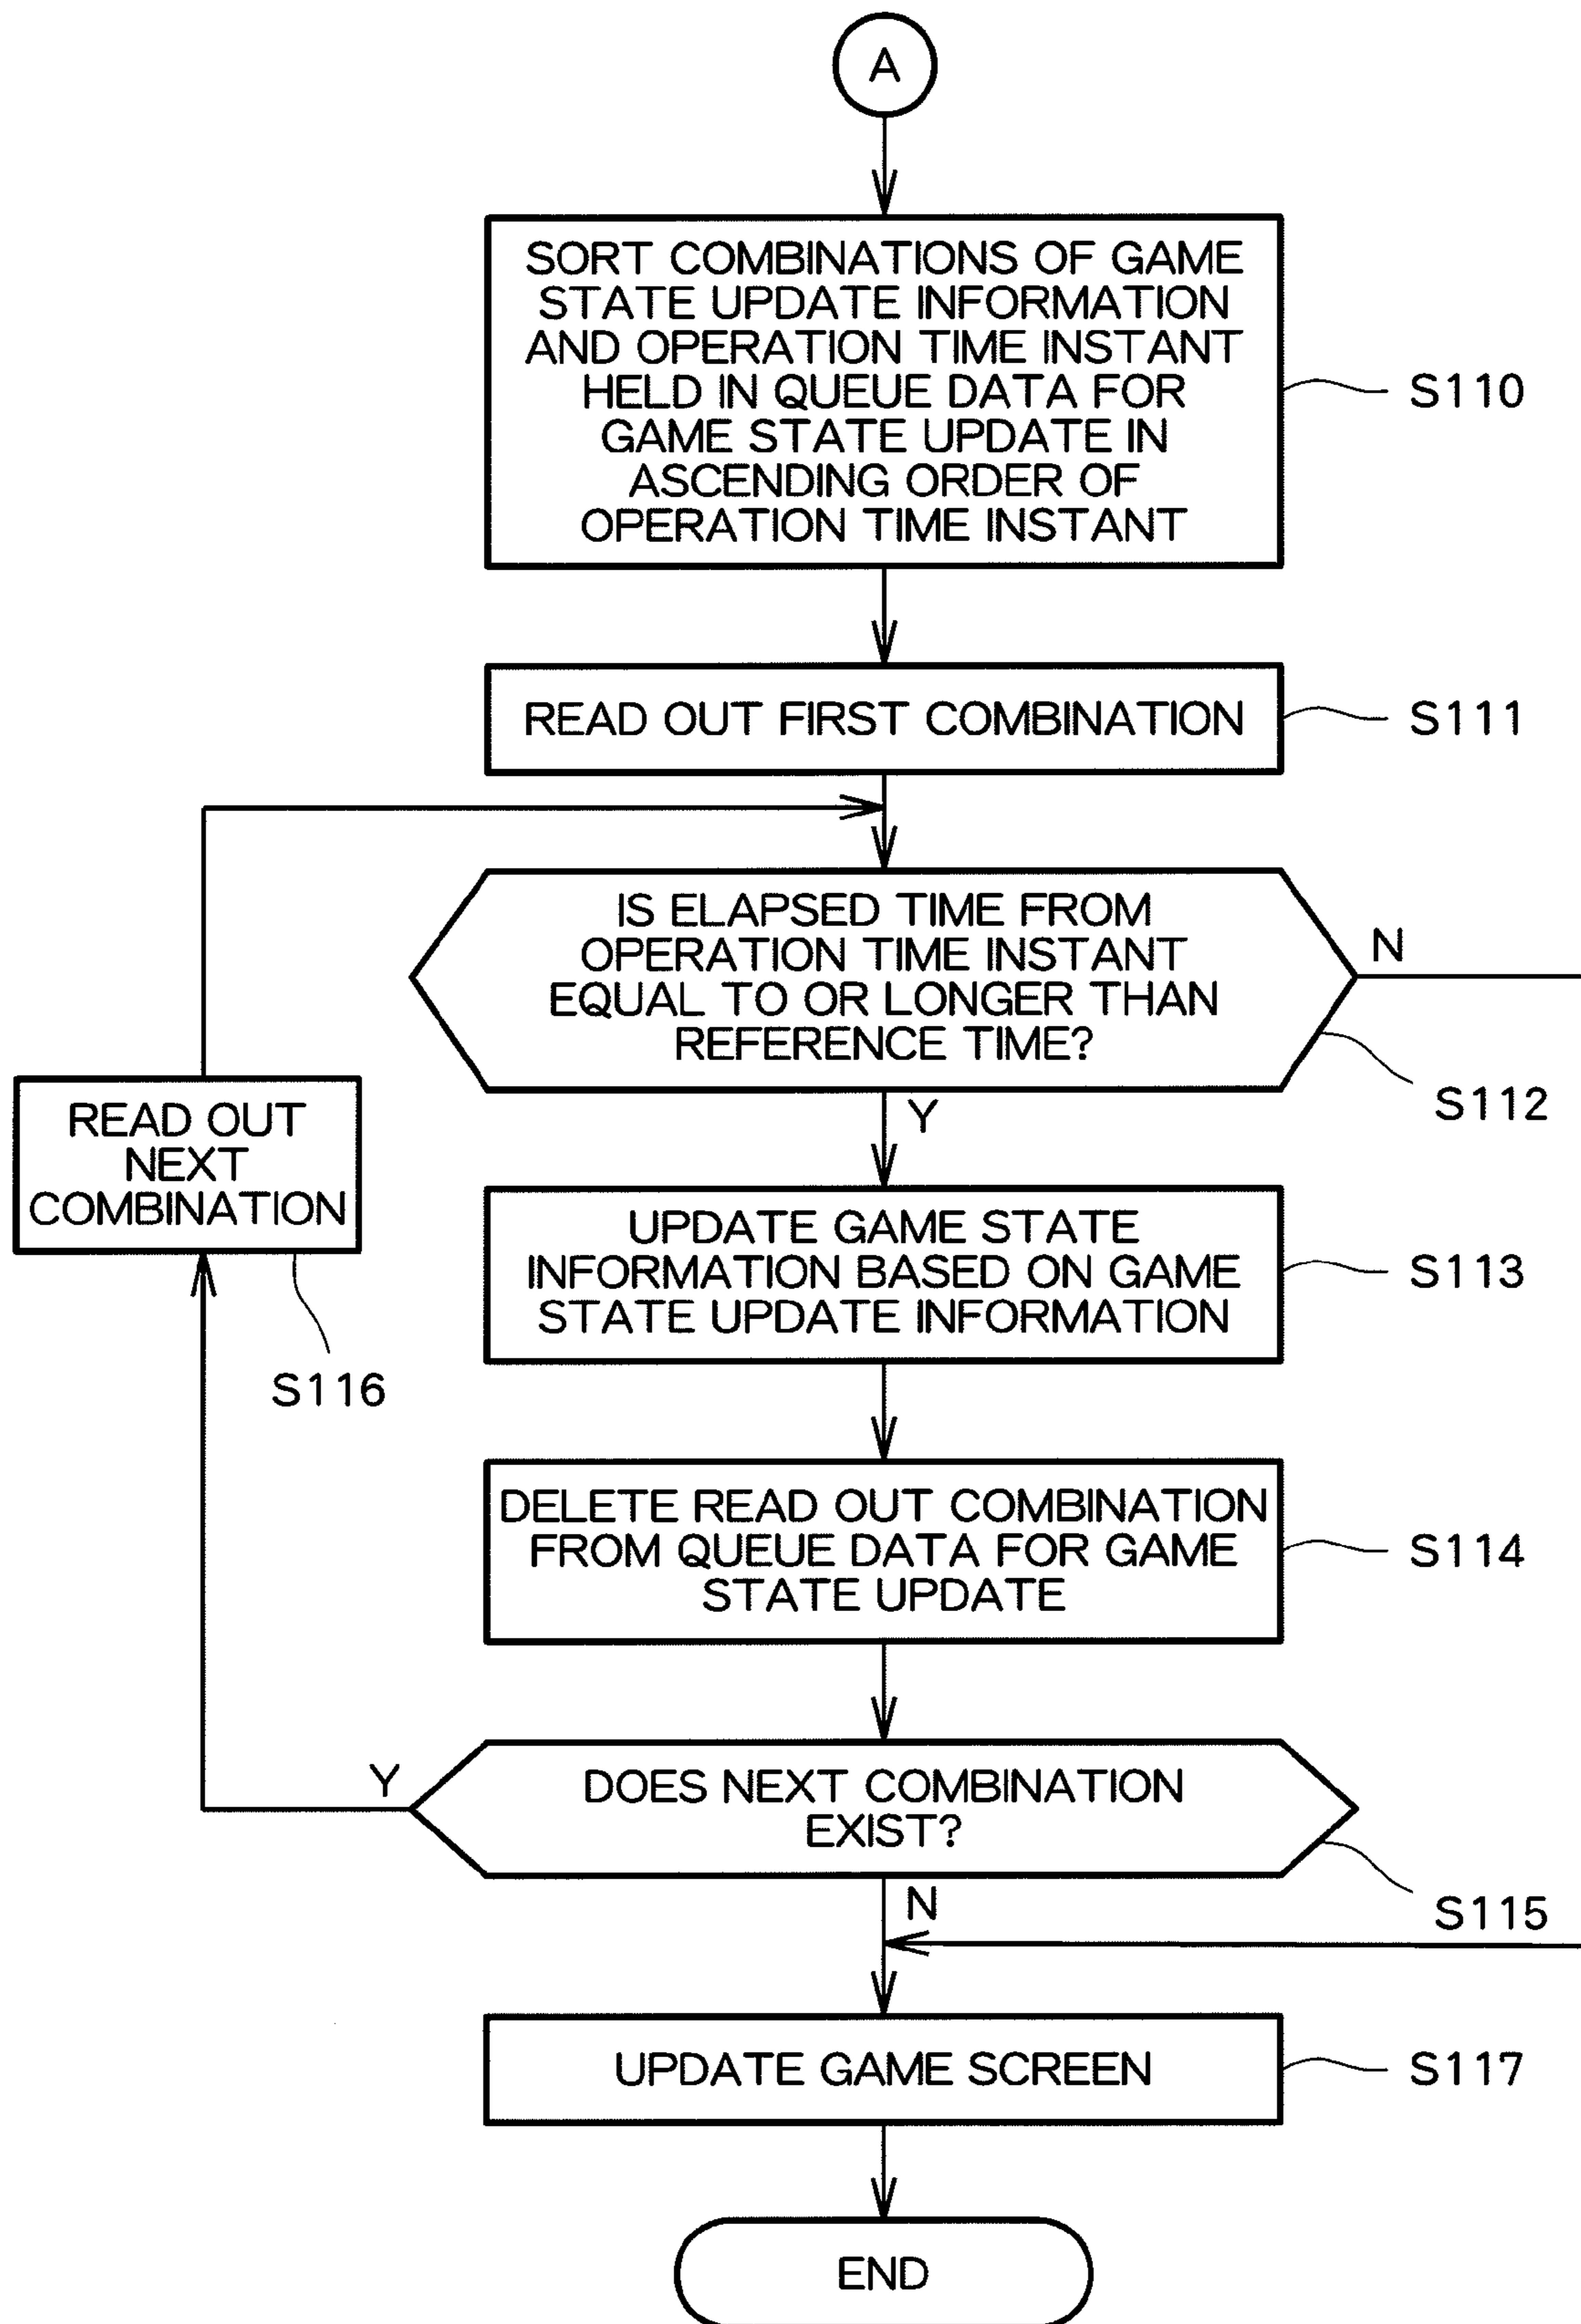 A
SORT COMBINATIONS OF GAME
STATE UPDATE INFORMATION
AND OPERATION TIME INSTANT
HELD IN QUEUE DATA FOR
GAME STATE UPDATE IN
ASCENDING ORDER OF
OPERATION TIME INSTANT
S110
READ OUT FIRST COMBINATION
S111
IS ELAPSED TIME FROM
OPERATION TIME INSTANT
EQUAL TO OR LONGER THAN
REFERENCE TIME?
N
S112
Y
READ OUT
NEXT
COMBINATION
S116
UPDATE GAME STATE
INFORMATION BASED ON GAME
STATE UPDATE INFORMATION
S113
DELETE READ OUT COMBINATION
FROM QUEUE DATA FOR GAME
STATE UPDATE
S114
Y
DOES NEXT COMBINATION
EXIST?
S115
N
UPDATE GAME SCREEN
S117
END